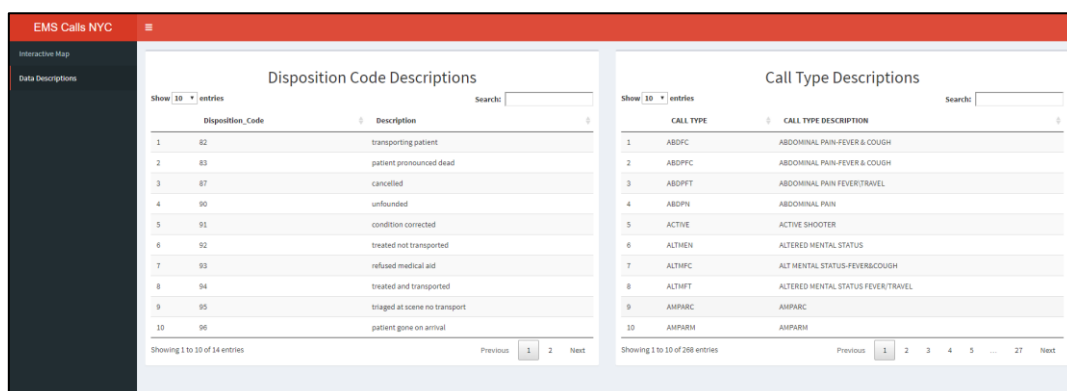 EMS Calls NYC
Interactive Map
Data Descriptions
Disposition Code Descriptions
Show 10 entries
Search:
Disposition_Code Description
1 82 transporting patient
2 83 patient pronounced dead
3 87 cancelled
4 90 unfounded
5 91 condition corrected
6 92 treated not transported
7 93 refused medical aid
8 94 treated and transported
9 95 triaged at scene no transport
10 96 patient gone on arrival
Showing 1 to 10 of 14 entries
Previous 1 2 Next
Call Type Descriptions
Show 10 entries
Search:
CALL TYPE CALL TYPE DESCRIPTION
1 ABDFC ABDOMINAL PAIN-FEVER & COUGH
2 ABDPFC ABDOMINAL PAIN-FEVER & COUGH
3 ABDPFT ABDOMINAL PAIN FEVER\TRAVEL
4 ABDPN ABDOMINAL PAIN
5 ACTIVE ACTIVE SHOOTER
6 ALTMEN ALTERED MENTAL STATUS
7 ALTMFC ALT MENTAL STATUS-FEVER&COUGH
8 ALTMFT ALTERED MENTAL STATUS FEVER/TRAVEL
9 AMPARC AMPARC
10 AMPARM AMPARM
Showing 1 to 10 of 268 entries
Previous 1 2 3 4 5 ... 27 Next